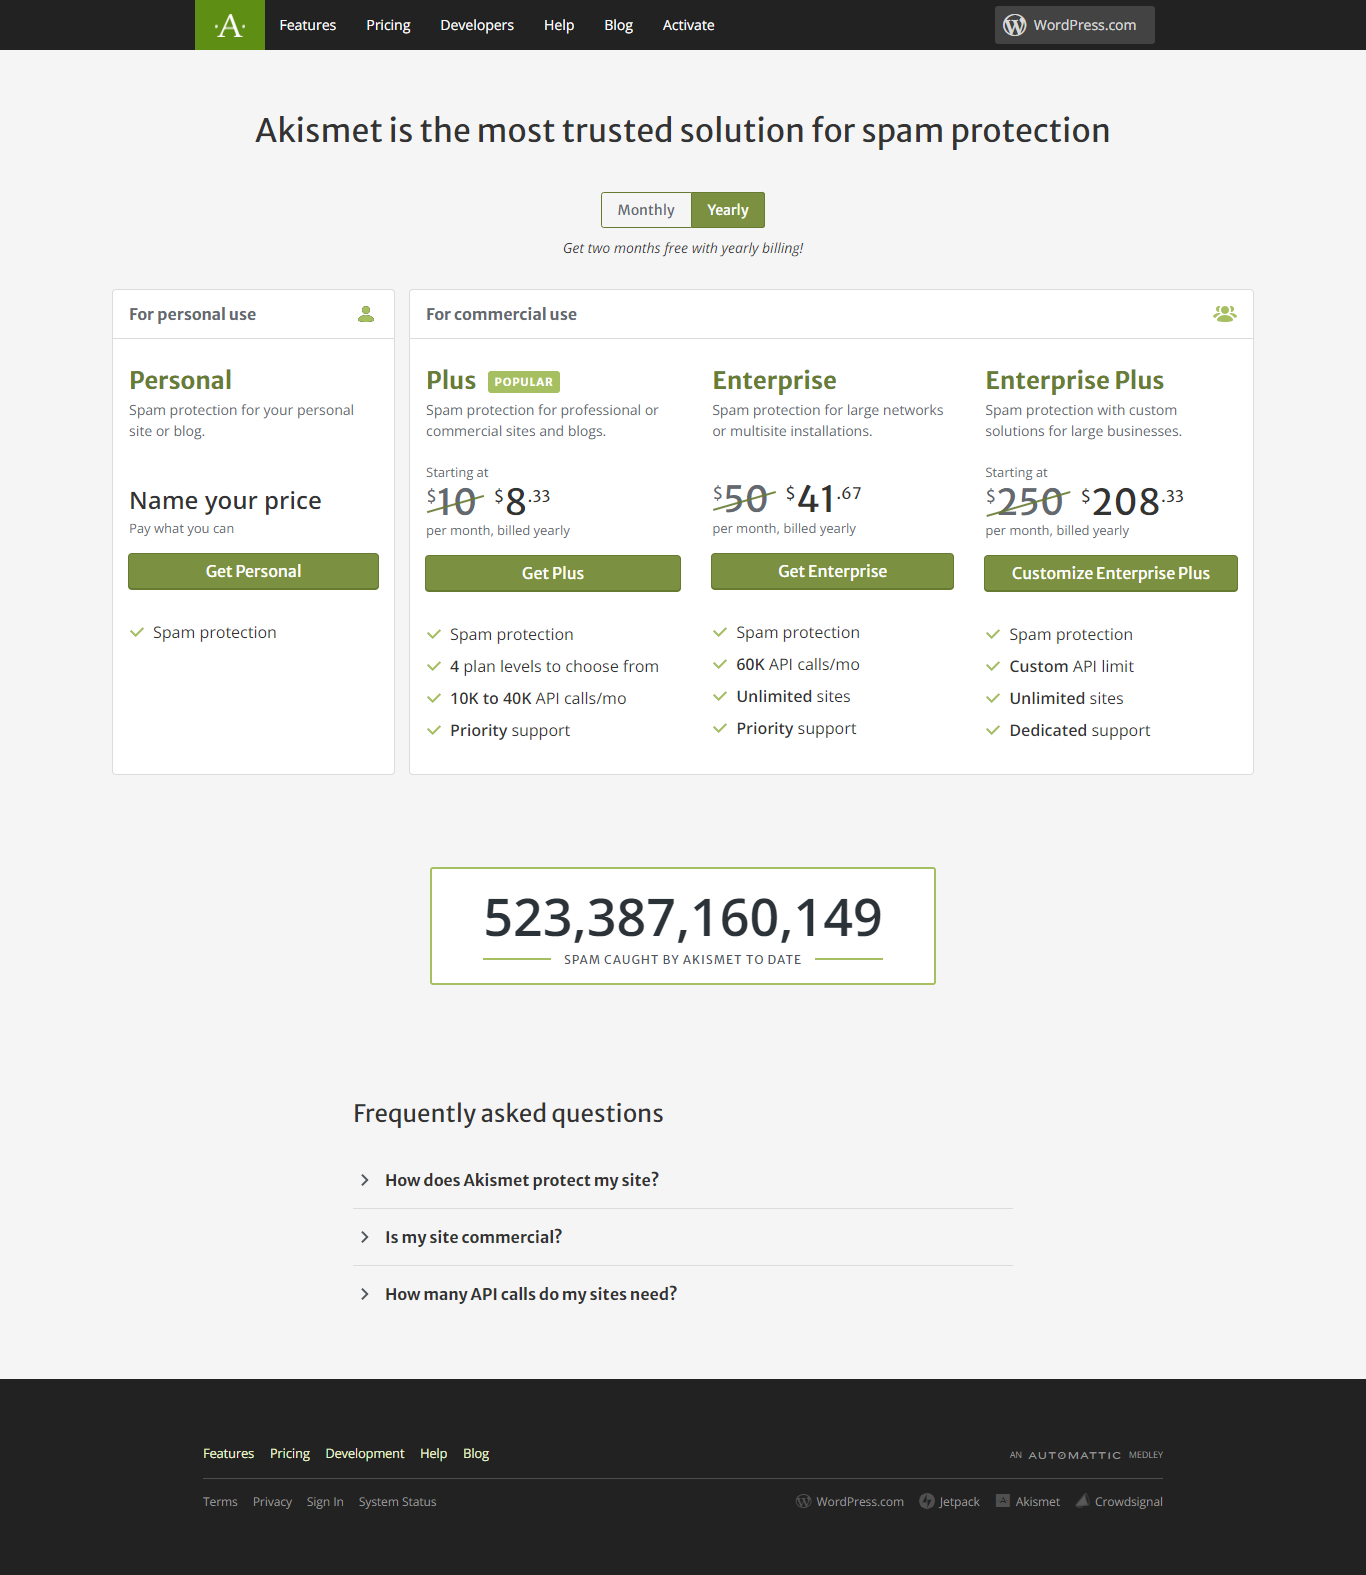 ·A·
Features Pricing Developers Help Blog Activate
WordPress.com
Akismet is the most trusted solution for spam protection
Monthly Yearly
Get two months free with yearly billing!
For personal use
Personal
Spam protection for your personal
site or blog.
Name your price
Pay what you can
Get Personal
Spam protection
For commercial use
Plus POPULAR
Spam protection for professional or
commercial sites and blogs.
Starting at
$10 $8.33
per month, billed yearly
Get Plus
Spam protection
4 plan levels to choose from
10K to 40K API calls/mo
Priority support
Enterprise
Spam protection for large networks
or multisite installations.
$50 $41.67
per month, billed yearly
Get Enterprise
Spam protection
60K API calls/mo
Unlimited sites
Priority support
Enterprise Plus
Spam protection with custom
solutions for large businesses.
Starting at
$250 $208.33
per month, billed yearly
Customize Enterprise Plus
Spam protection
Custom API limit
Unlimited sites
Dedicated support
523,387,160,149
SPAM CAUGHT BY AKISMET TO DATE
Frequently asked questions
How does Akismet protect my site?
Is my site commercial?
How many API calls do my sites need?
Features Pricing Development Help Blog
AN AUTOMATTIC MEDLEY
Terms Privacy Sign In System Status
WordPress.com Jetpack Akismet Crowdsignal